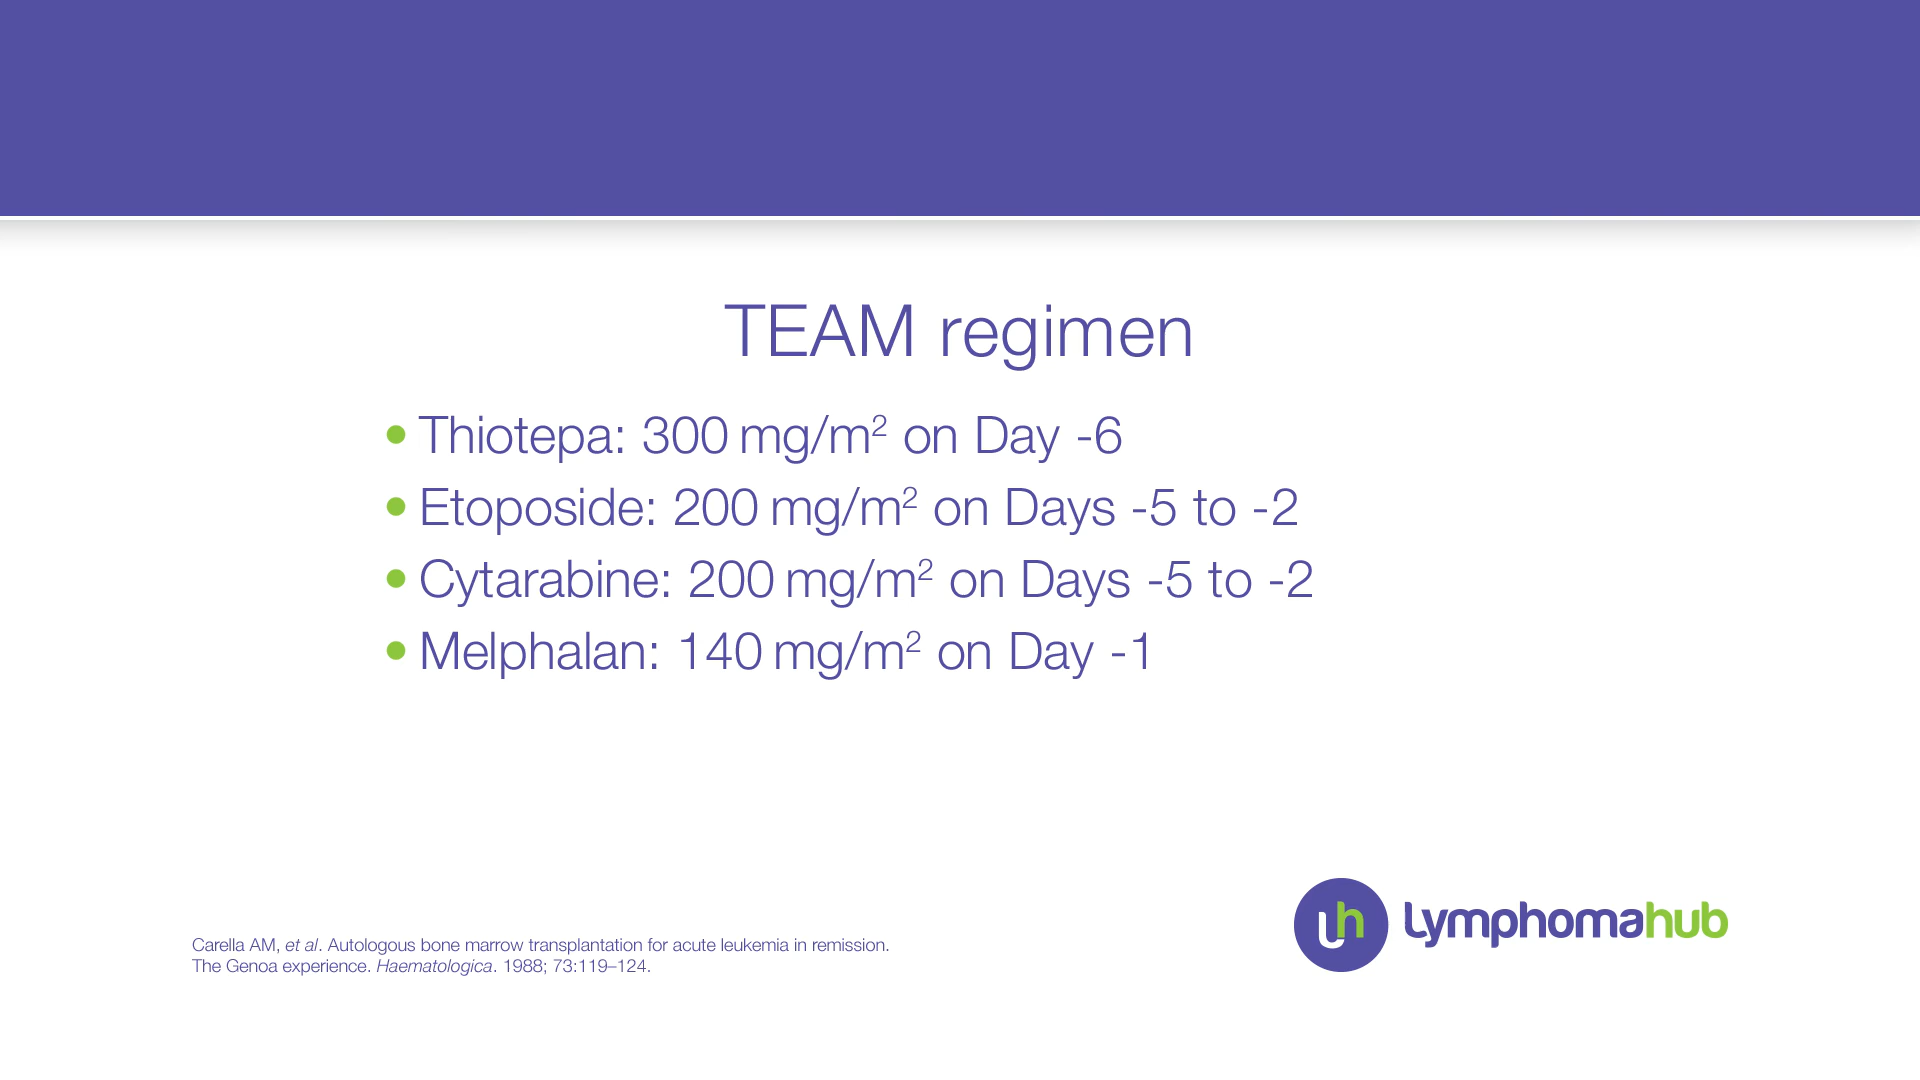 TEAM regimen
• Thiotepa: 300 mg/m² on Day -6
• Etoposide: 200 mg/m² on Days -5 to -2
• Cytarabine: 200 mg/m² on Days -5 to -2
• Melphalan: 140 mg/m² on Day -1
Carella AM, et al. Autologous bone marrow transplantation for acute leukemia in remission.
The Genoa experience. Haematologica. 1988; 73:119–124.
lh lymphomahub